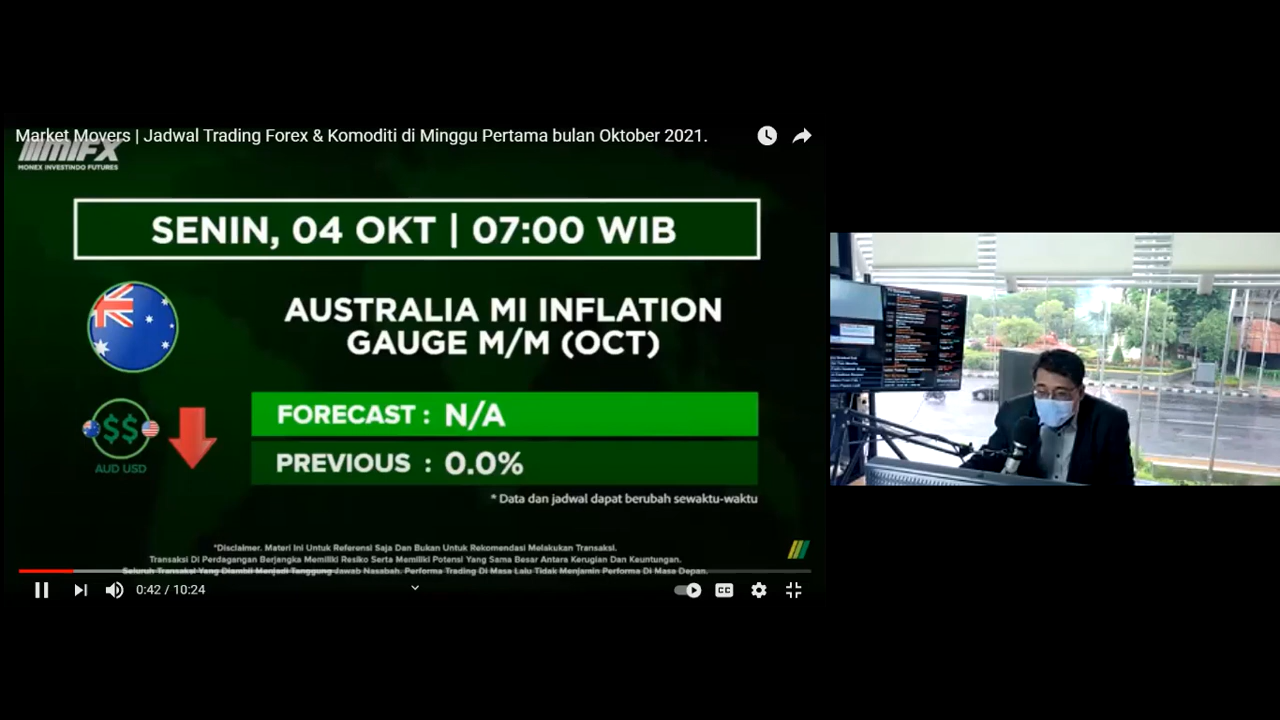 Market Movers | Jadwal Trading Forex & Komoditi di Minggu Pertama bulan Oktober 2021.
MIFX
MONEX INVESTINDO FUTURES
SENIN, 04 OKT | 07:00 WIB
AUSTRALIA MI INFLATION
GAUGE M/M (OCT)
$$
AUD USD
FORECAST : N/A
PREVIOUS : 0.0%
* Data dan jadwal dapat berubah sewaktu-waktu
*Disclaimer. Materi Ini Untuk Referensi Saja Dan Bukan Untuk Rekomendasi Melakukan Transaksi.
Transaksi Di Perdagangan Berjangka Memiliki Resiko Serta Memiliki Potensi Yang Sama Besar Antara Kerugian Dan Keuntungan.
Seluruh Transaksi Yang Diambil Menjadi Tanggung Jawab Nasabah. Performa Trading Di Masa Lalu Tidak Menjamin Performa Di Masa Depan.
0:42 / 10:24
CC